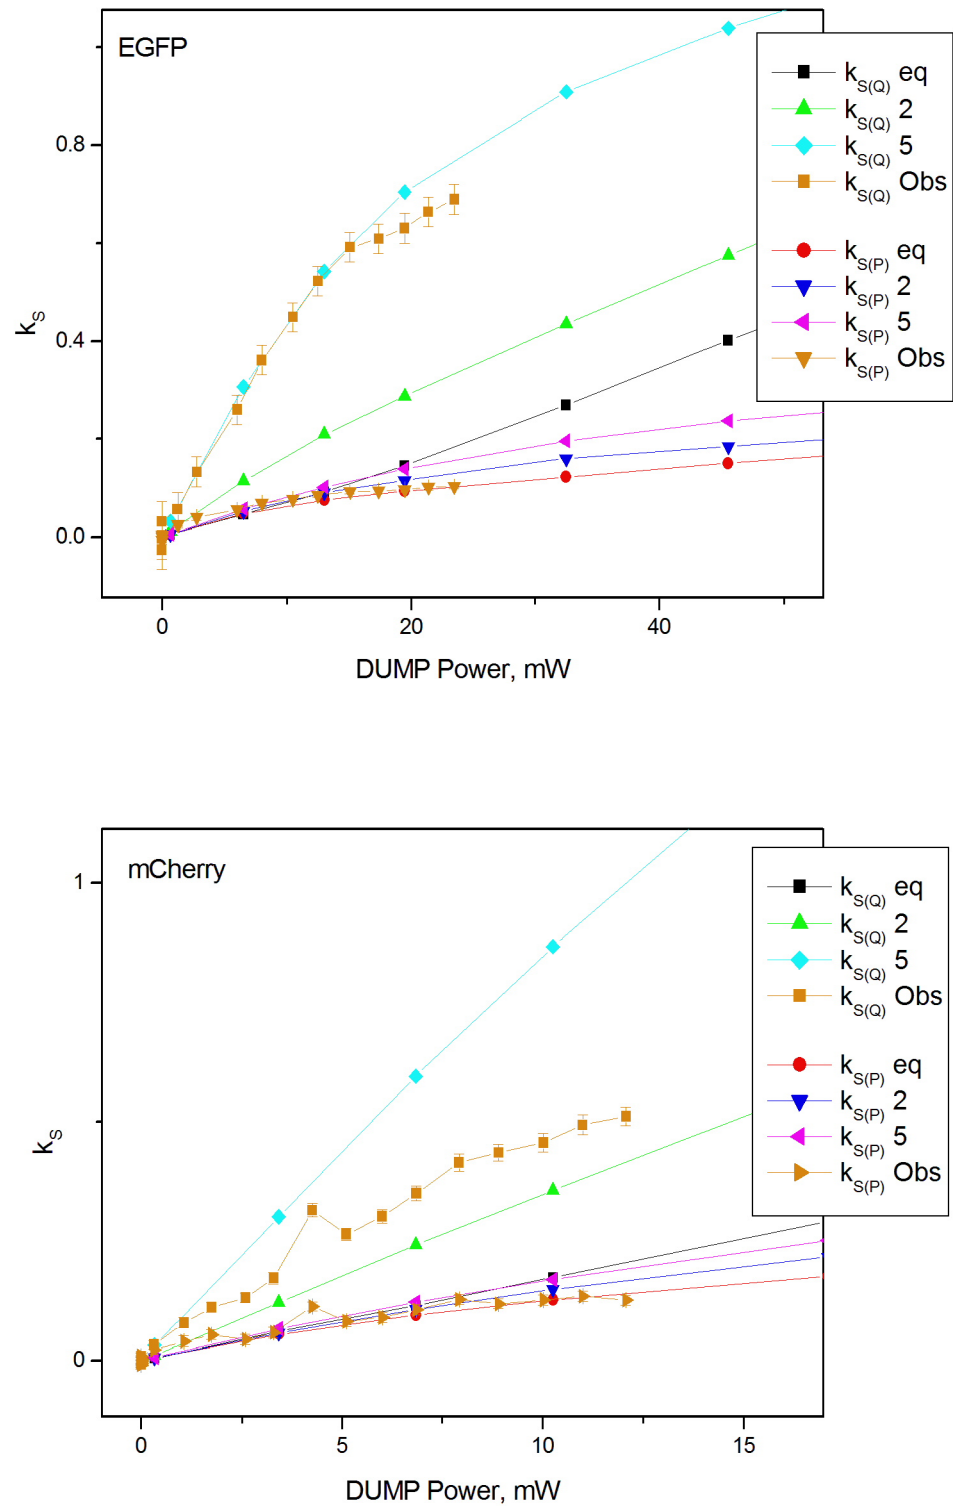 EGFP
k_S(Q) eq
k_S(Q) 2
k_S(Q) 5
k_S(Q) Obs
k_S(P) eq
k_S(P) 2
k_S(P) 5
k_S(P) Obs
0.8
0.4
0.0
k_S
0 20 40
DUMP Power, mW
mCherry
k_S(Q) eq
k_S(Q) 2
k_S(Q) 5
k_S(Q) Obs
k_S(P) eq
k_S(P) 2
k_S(P) 5
k_S(P) Obs
1
0
k_S
0 5 10 15
DUMP Power, mW